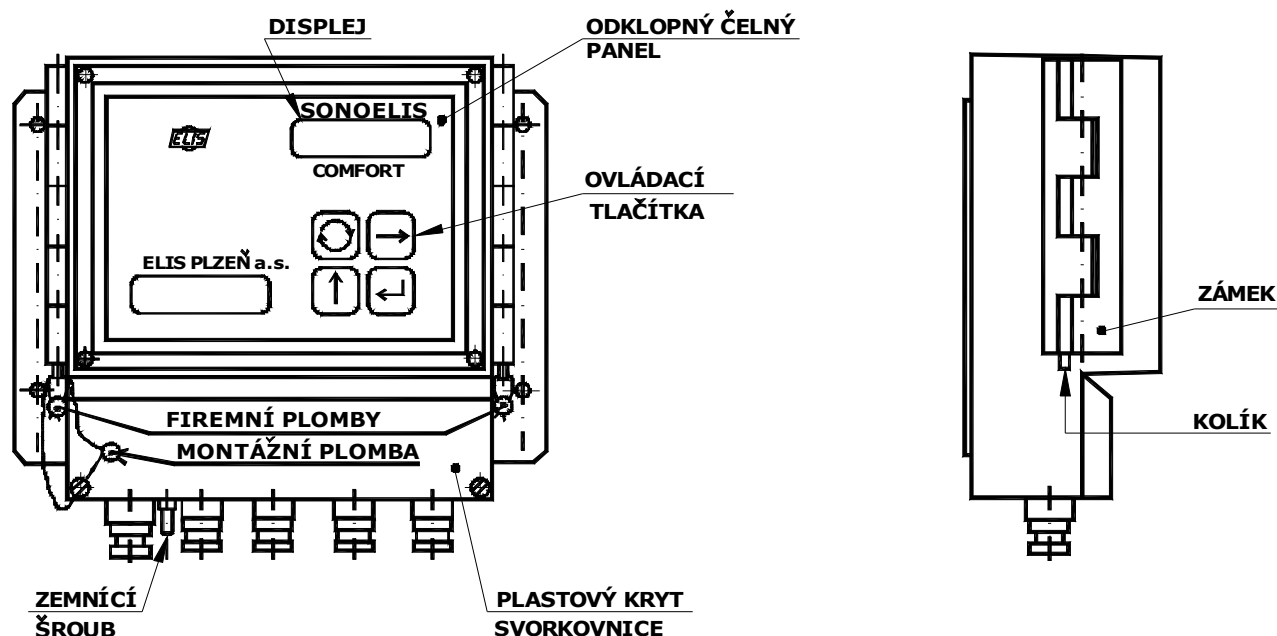 DISPLEJ
ODKLOPNÝ ČELNÝ
PANEL
SONOELIS
ELIS
COMFORT
OVLÁDACÍ
TLAČÍTKA
ELIS PLZEŇ a.s.
ZÁMEK
FIREMNÍ PLOMBY
KOLÍK
MONTÁŽNÍ PLOMBA
ZEMNÍCÍ
ŠROUB
PLASTOVÝ KRYT
SVORKOVNICE